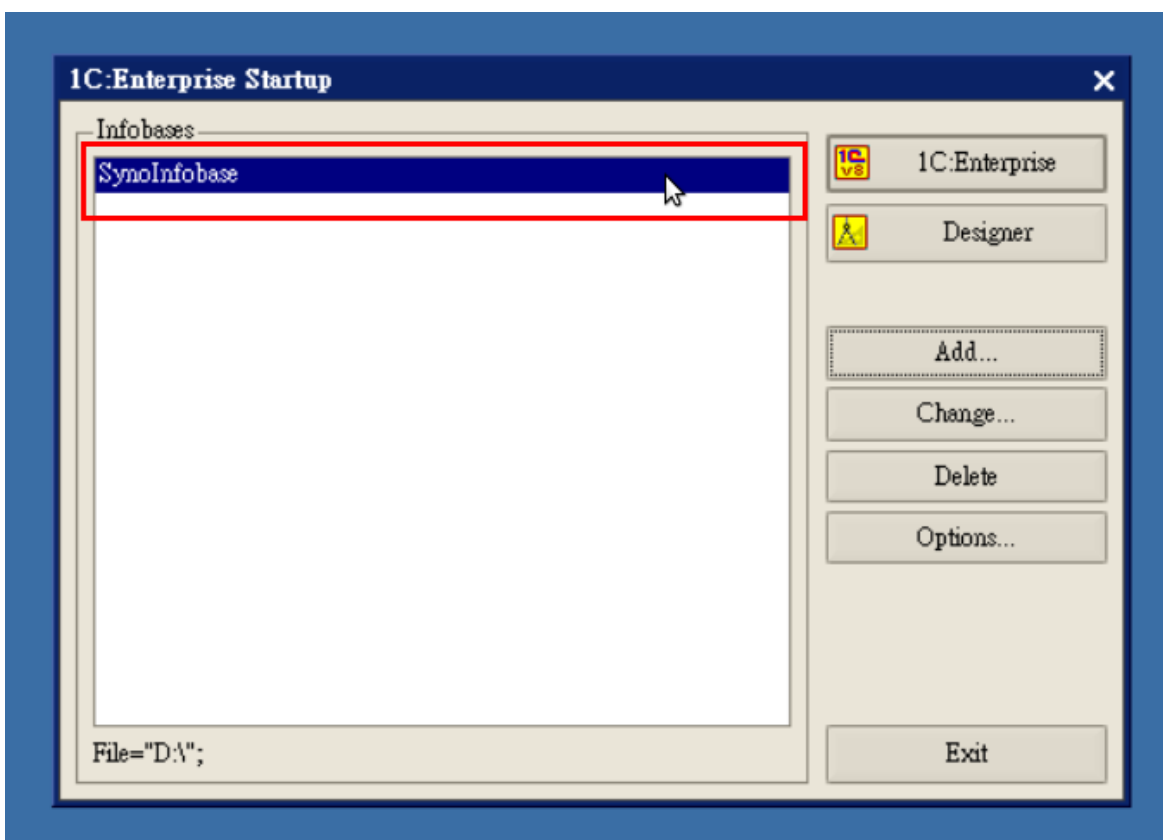 1C:Enterprise Startup
Infobases
SynoInfobase
1C:Enterprise
Designer
Add...
Change...
Delete
Options...
File="D:\";
Exit